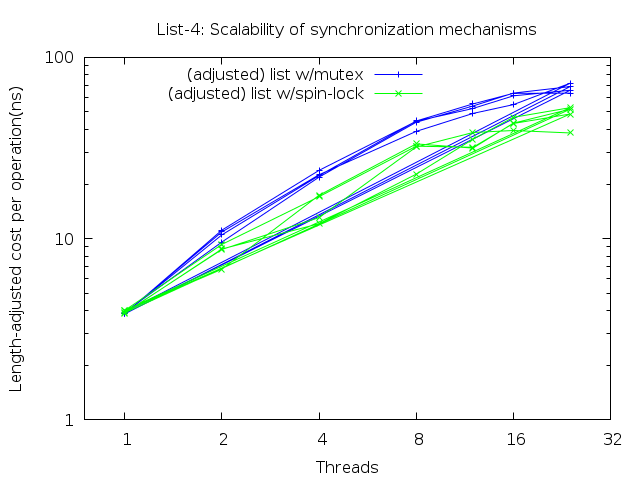 List-4: Scalability of synchronization mechanisms
100
(adjusted) list w/mutex
(adjusted) list w/spin-lock
Length-adjusted cost per operation(ns)
10
1
1 2 4 8 16 32
Threads